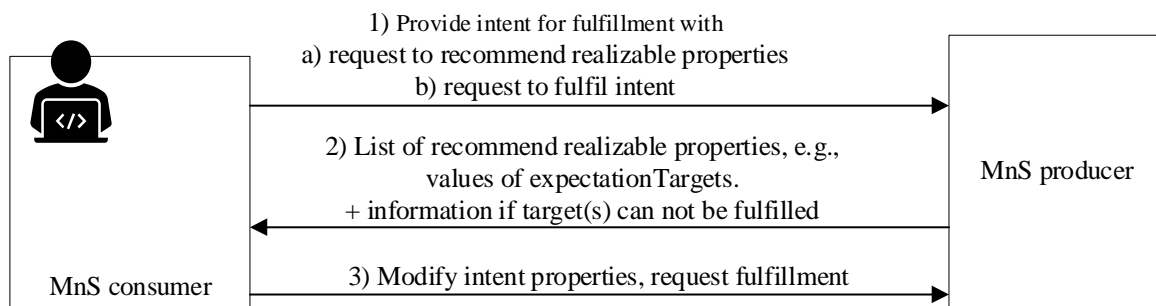 1) Provide intent for fulfillment with
a) request to recommend realizable properties
b) request to fulfil intent
</>
2) List of recommend realizable properties, e.g.,
values of expectationTargets.
+ information if target(s) can not be fulfilled
MnS producer
MnS consumer
3) Modify intent properties, request fulfillment